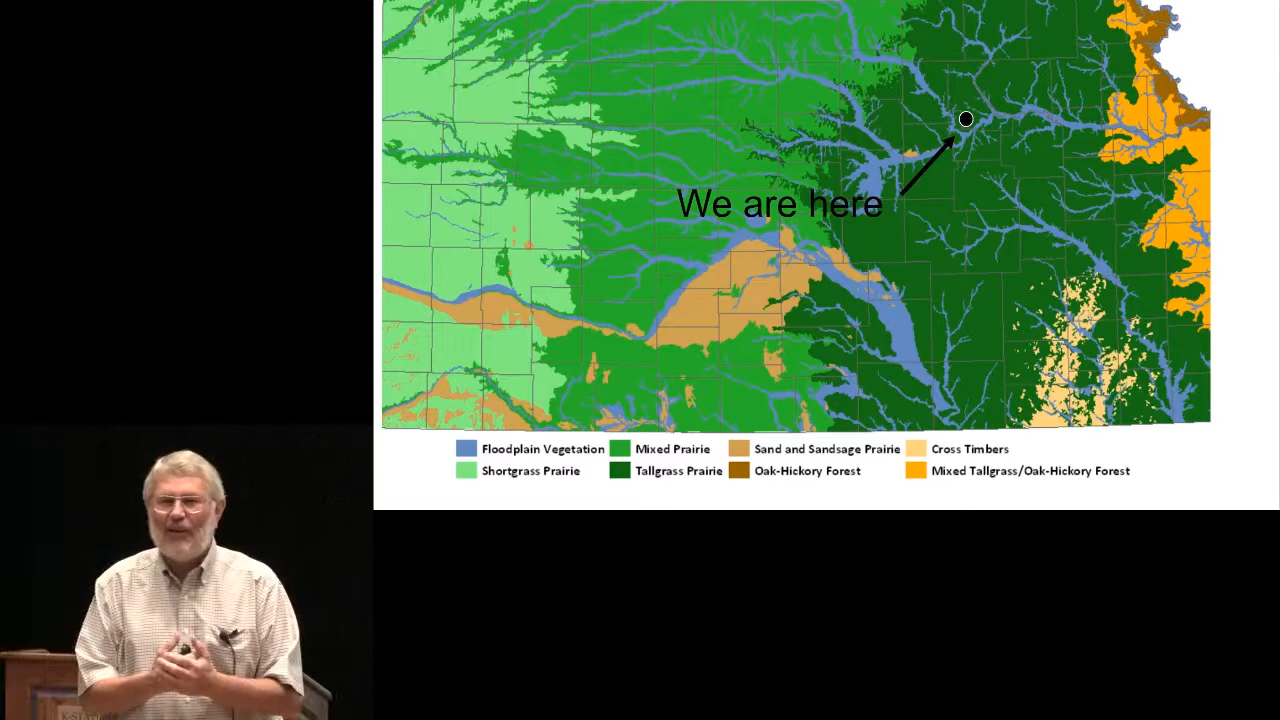 We are here
Floodplain Vegetation Mixed Prairie Sand and Sandsage Prairie Cross Timbers
Shortgrass Prairie Tallgrass Prairie Oak-Hickory Forest Mixed Tallgrass/Oak-Hickory Forest
K-STATE